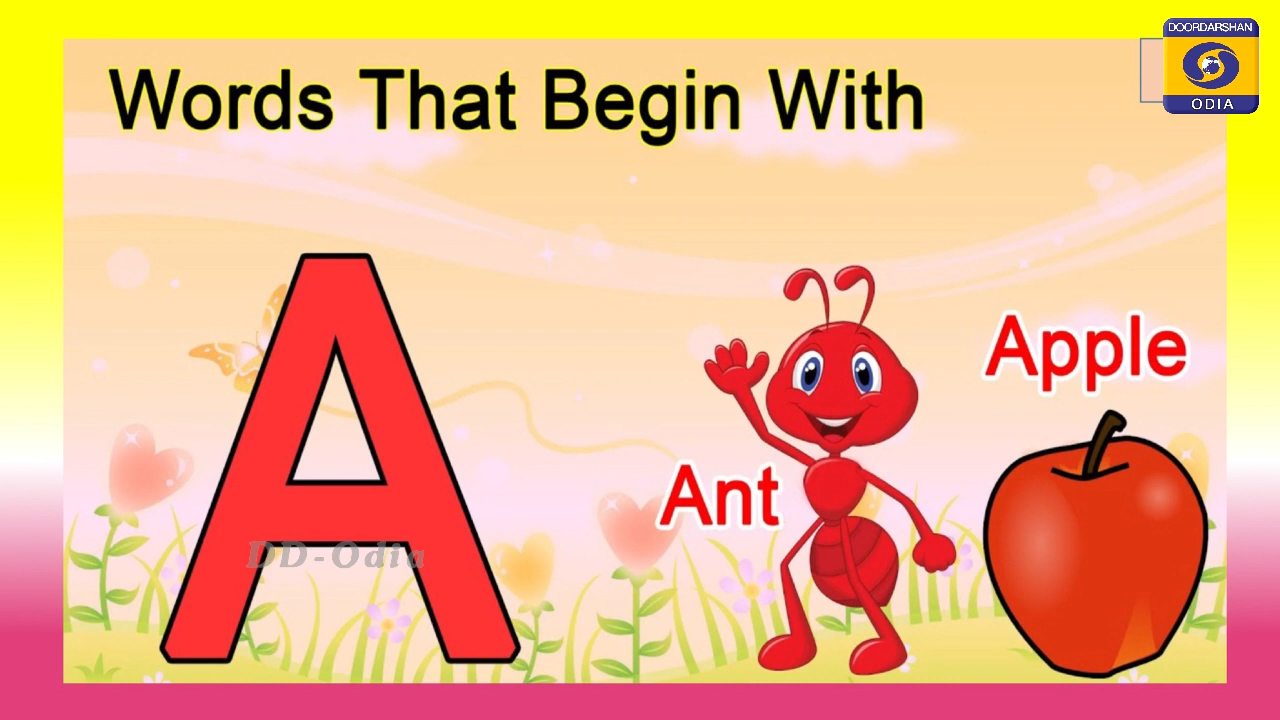 DOORDARSHAN
ODIA
Words That Begin With
A
Apple
Ant
DD-Odia